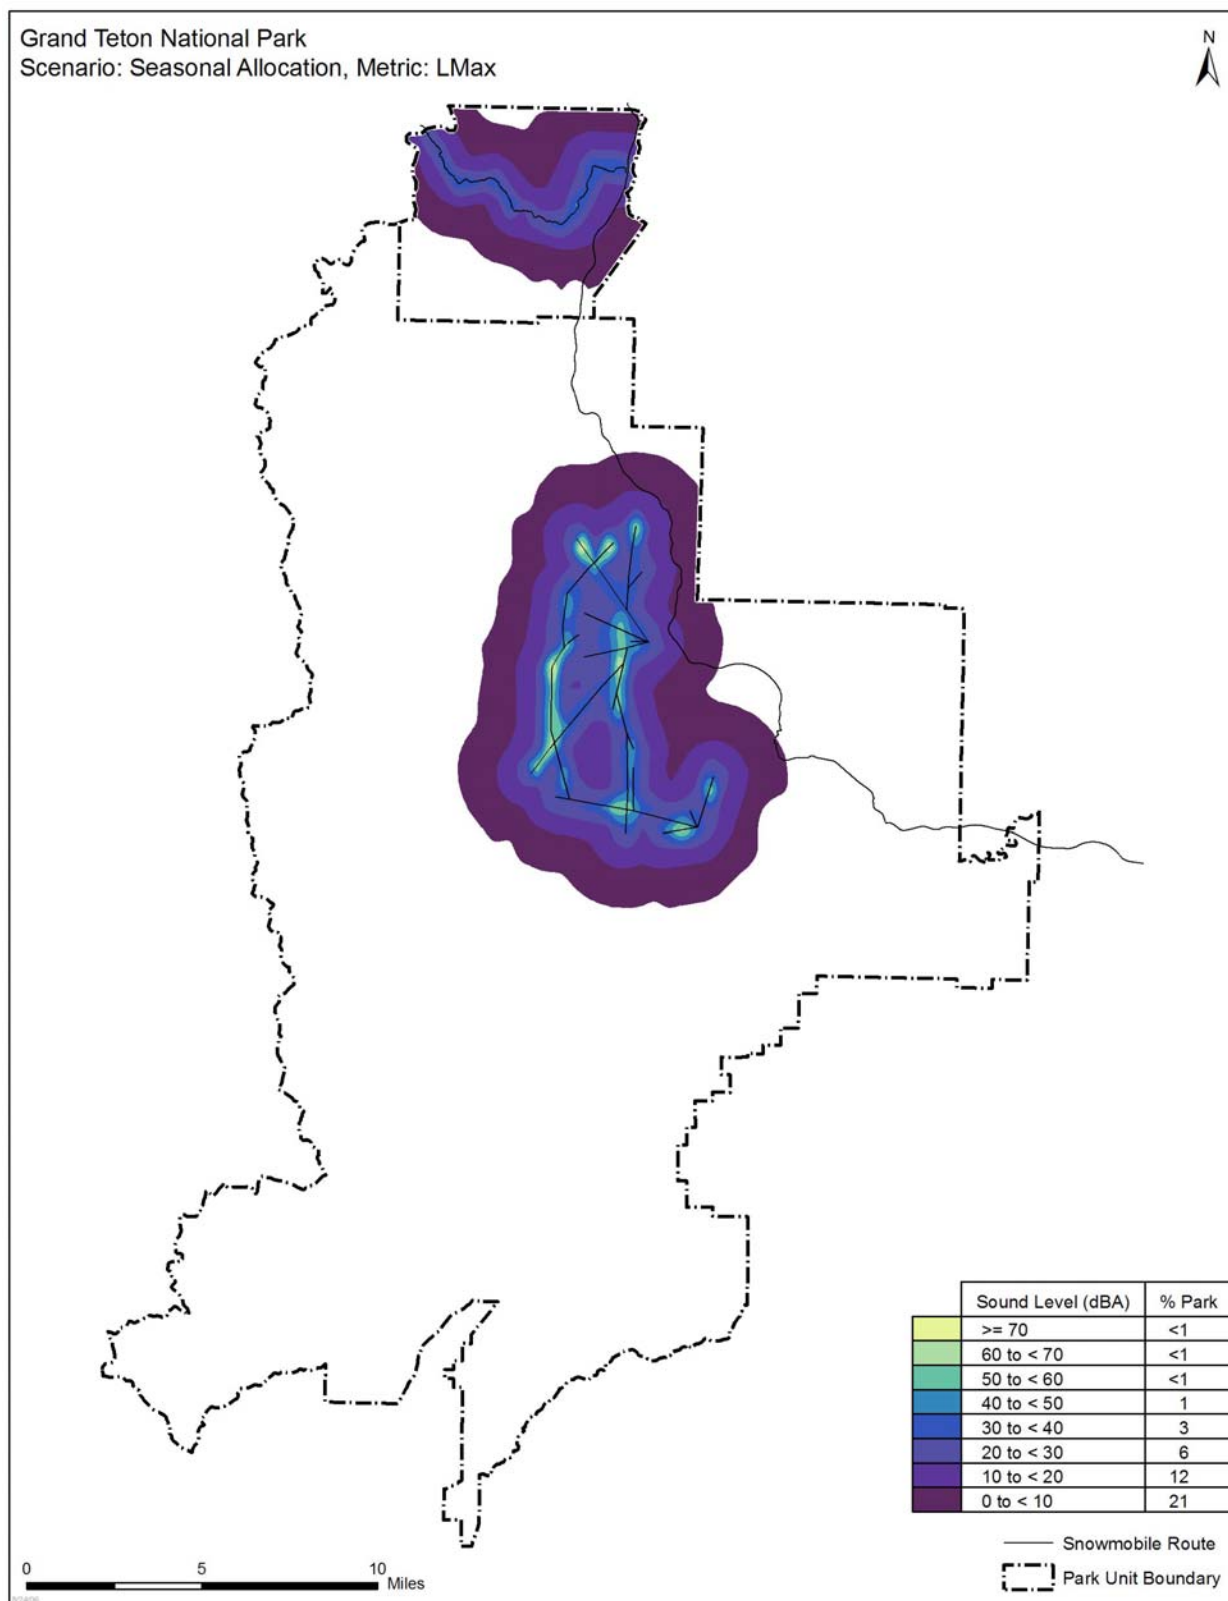 Grand Teton National Park
Scenario: Seasonal Allocation, Metric: LMax
N
Sound Level (dBA) % Park
>= 70 <1
60 to < 70 <1
50 to < 60 <1
40 to < 50 1
30 to < 40 3
20 to < 30 6
10 to < 20 12
0 to < 10 21
Snowmobile Route
Park Unit Boundary
0 5 10
Miles